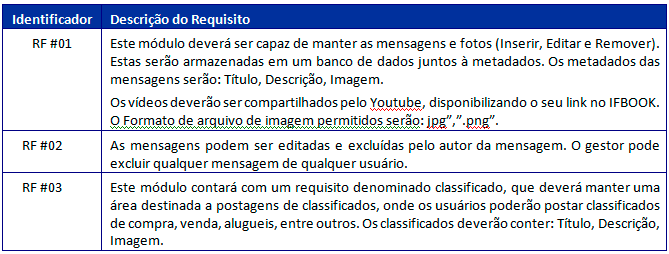 Identificador Descrição do Requisito
RF #01 Este módulo deverá ser capaz de manter as mensagens e fotos (Inserir, Editar e Remover).
Estas serão armazenadas em um banco de dados juntos à metadados. Os metadados
das mensagens serão: Título, Descrição, Imagem.
Os vídeos deverão ser compartilhados pelo Youtube, disponibilizando o seu link no IFBOOK.
O Formato de arquivo de imagem permitidos serão: jpg”,”.png”.
RF #02 As mensagens podem ser editadas e excluídas pelo autor da mensagem. O gestor pode
excluir qualquer mensagem de qualquer usuário.
RF #03 Este módulo contará com um requisito denominado classificado, que deverá manter uma
área destinada a postagens de classificados, onde os usuários poderão postar classificados
de compra, venda, alugueis, entre outros. Os classificados deverão conter: Título, Descrição,
Imagem.